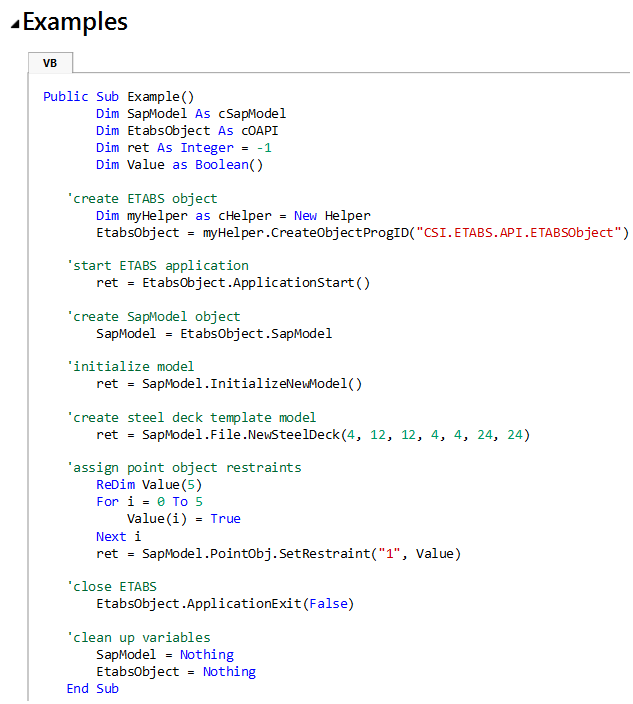 Examples
VB
Public Sub Example()
Dim SapModel As cSapModel
Dim EtabsObject As cOAPI
Dim ret As Integer = -1
Dim Value as Boolean()
'create ETABS object
Dim myHelper as cHelper = New Helper
EtabsObject = myHelper.CreateObjectProgID("CSI.ETABS.API.ETABSObject")
'start ETABS application
ret = EtabsObject.ApplicationStart()
'create SapModel object
SapModel = EtabsObject.SapModel
'initialize model
ret = SapModel.InitializeNewModel()
'create steel deck template model
ret = SapModel.File.NewSteelDeck(4, 12, 12, 4, 4, 24, 24)
'assign point object restraints
ReDim Value(5)
For i = 0 To 5
Value(i) = True
Next i
ret = SapModel.PointObj.SetRestraint("1", Value)
'close ETABS
EtabsObject.ApplicationExit(False)
'clean up variables
SapModel = Nothing
EtabsObject = Nothing
End Sub